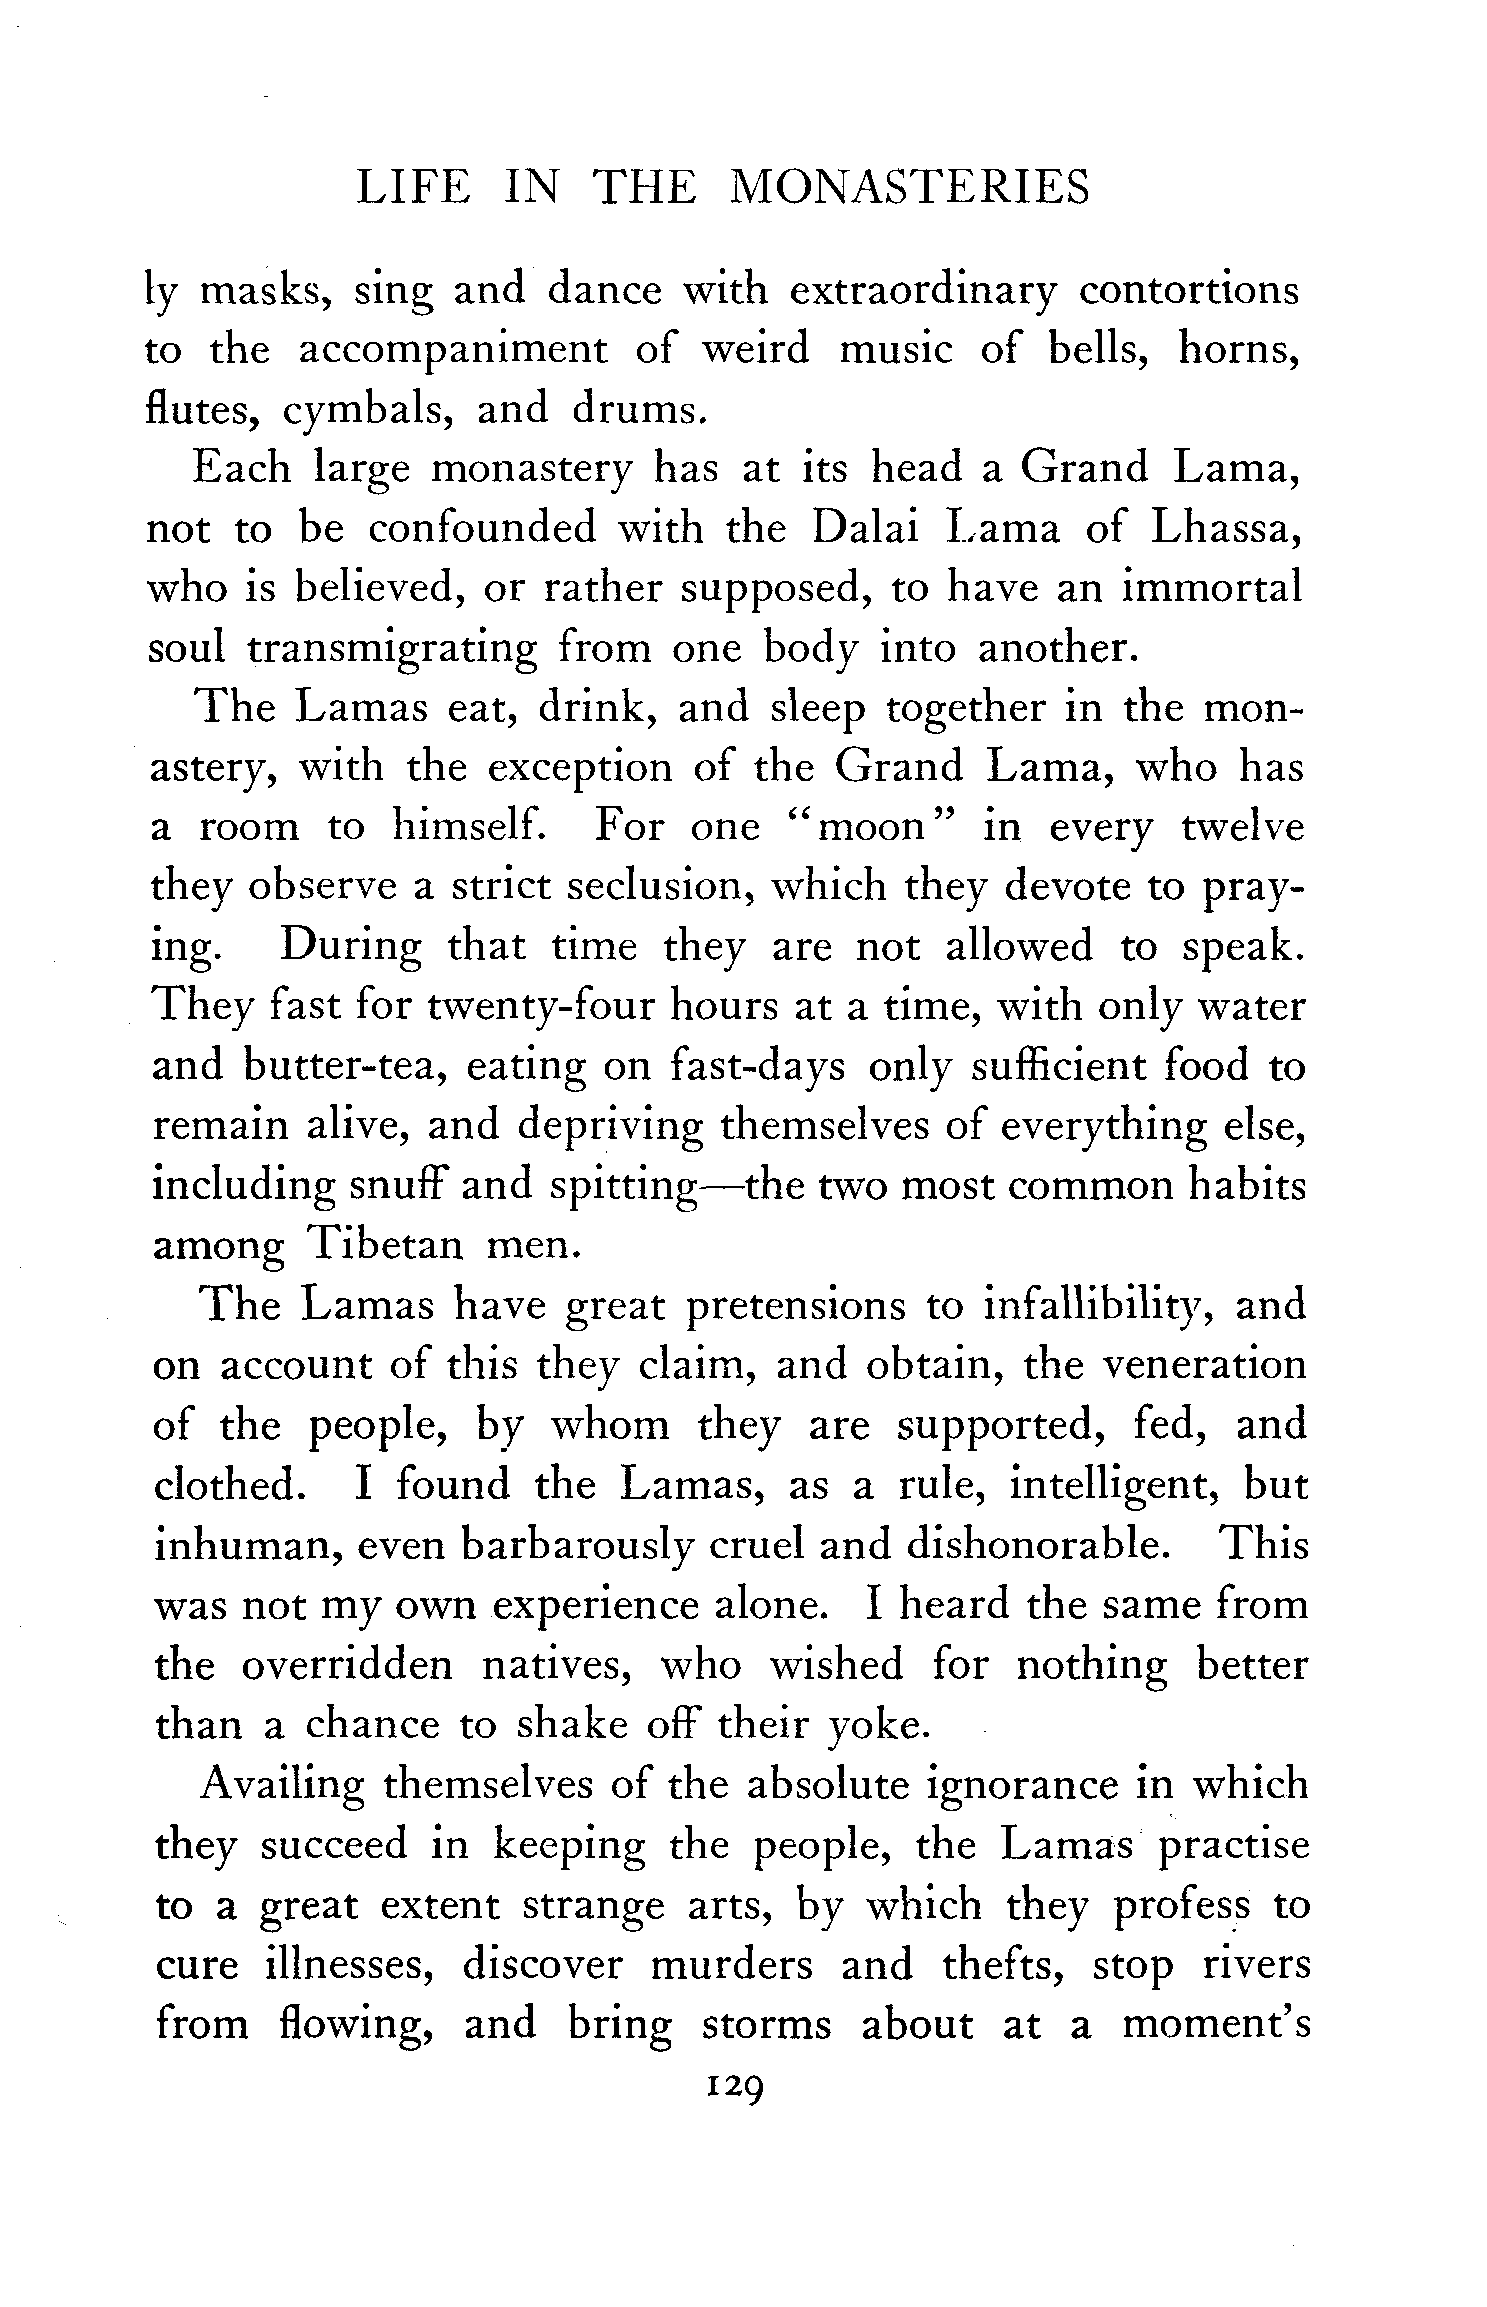 LIFE IN THE MONASTERIES
ly masks, sing and dance with extraordinary contortions
to the accompaniment of weird music of bells, horns,
flutes, cymbals, and drums.
Each large monastery has at its head a Grand Lama,
not to be confounded with the Dalai Lama of Lhassa,
who is believed, or rather supposed, to have an immortal
soul transmigrating from one body into another.
The Lamas eat, drink, and sleep together in the mon-
astery, with the exception of the Grand Lama, who has
a room to himself. For one "moon" in every twelve
they observe a strict seclusion, which they devote to pray-
ing. During that time they are not allowed to speak.
They fast for twenty-four hours at a time, with only water
and butter-tea, eating on fast-days only sufficient food to
remain alive, and depriving themselves of everything else,
including snuff and spitting—the two most common habits
among Tibetan men.
The Lamas have great pretensions to infallibility, and
on account of this they claim, and obtain, the veneration
of the people, by whom they are supported, fed, and
clothed. I found the Lamas, as a rule, intelligent, but
inhuman, even barbarously cruel and dishonorable. This
was not my own experience alone. I heard the same from
the overridden natives, who wished for nothing better
than a chance to shake off their yoke.
Availing themselves of the absolute ignorance in which
they succeed in keeping the people, the Lamas practise
to a great extent strange arts, by which they profess to
cure illnesses, discover murders and thefts, stop rivers
from flowing, and bring storms about at a moment's
129